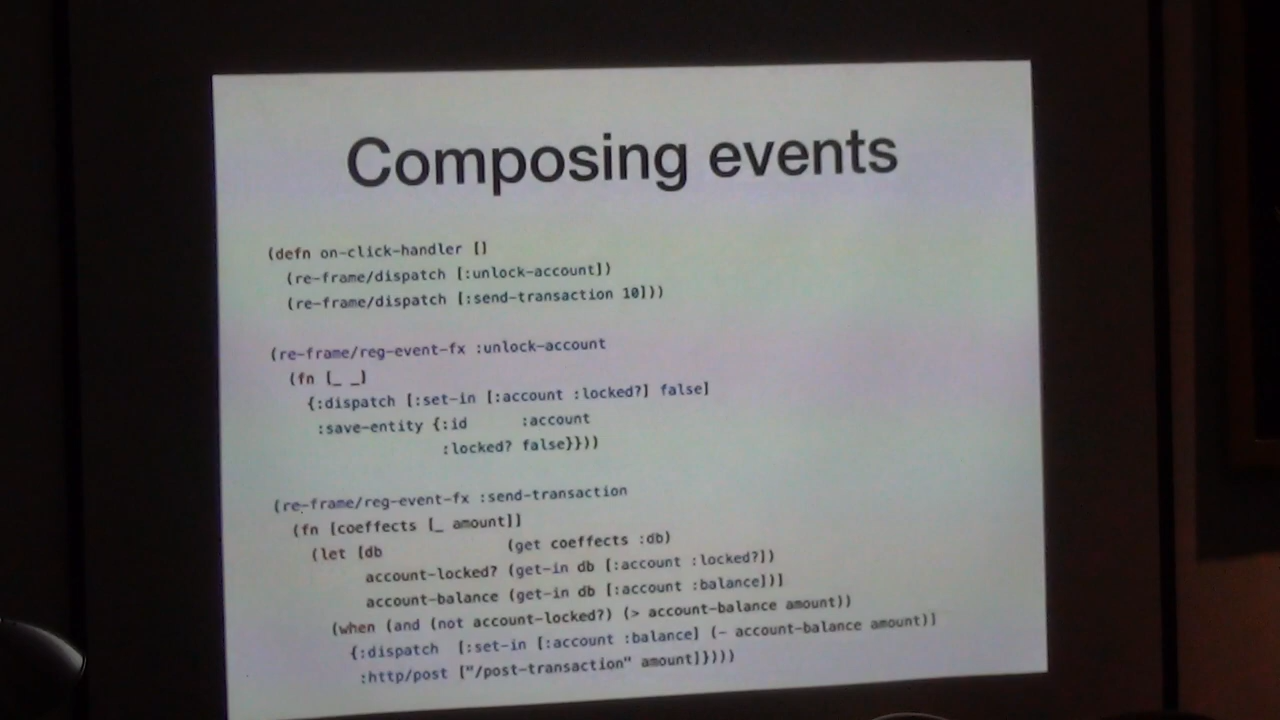 Composing events
(defn on-click-handler []
  (re-frame/dispatch [:unlock-account])
  (re-frame/dispatch [:send-transaction 10]))
(re-frame/reg-event-fx :unlock-account
  (fn [_ _]
    {:dispatch [:set-in [:account :locked?] false]
     :save-entity {:id      :account
                   :locked? false}}))
(re-frame/reg-event-fx :send-transaction
  (fn [coeffects [_ amount]]
    (let [db              (get coeffects :db)
          account-locked? (get-in db [:account :locked?])
          account-balance (get-in db [:account :balance])]
      (when (and (not account-locked?) (> account-balance amount))
        {:dispatch  [:set-in [:account :balance] (- account-balance amount)]
         :http/post ["/post-transaction" amount]}))))